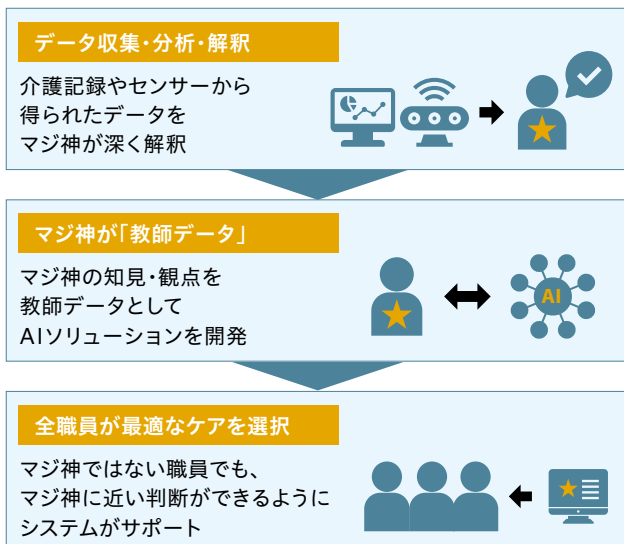 データ収集・分析・解釈
介護記録やセンサーから
得られたデータを
マジ神が深く解釈
マジ神が「教師データ」
マジ神の知見・観点を
教師データとして
AIソリューションを開発
AI
全職員が最適なケアを選択
マジ神ではない職員でも、
マジ神に近い判断ができるように
システムがサポート